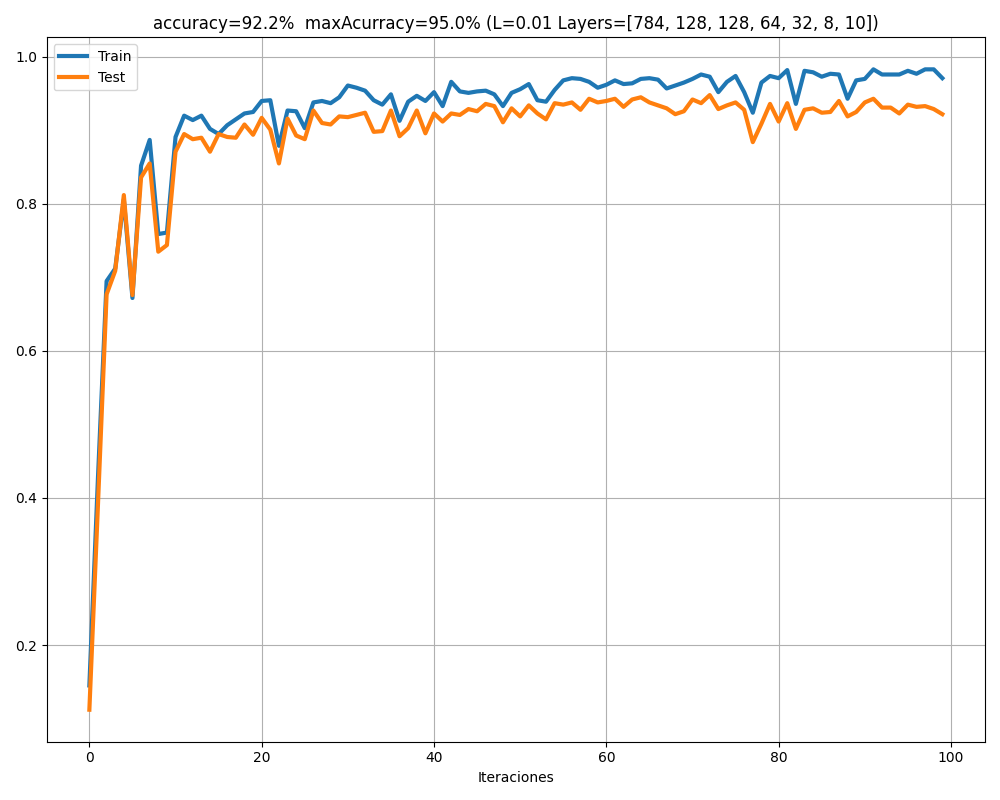 accuracy=92.2%  maxAcurracy=95.0% (L=0.01 Layers=[784, 128, 128, 64, 32, 8, 10])
Train
Test
1.0
0.8
0.6
0.4
0.2
0 20 40 60 80 100
Iteraciones